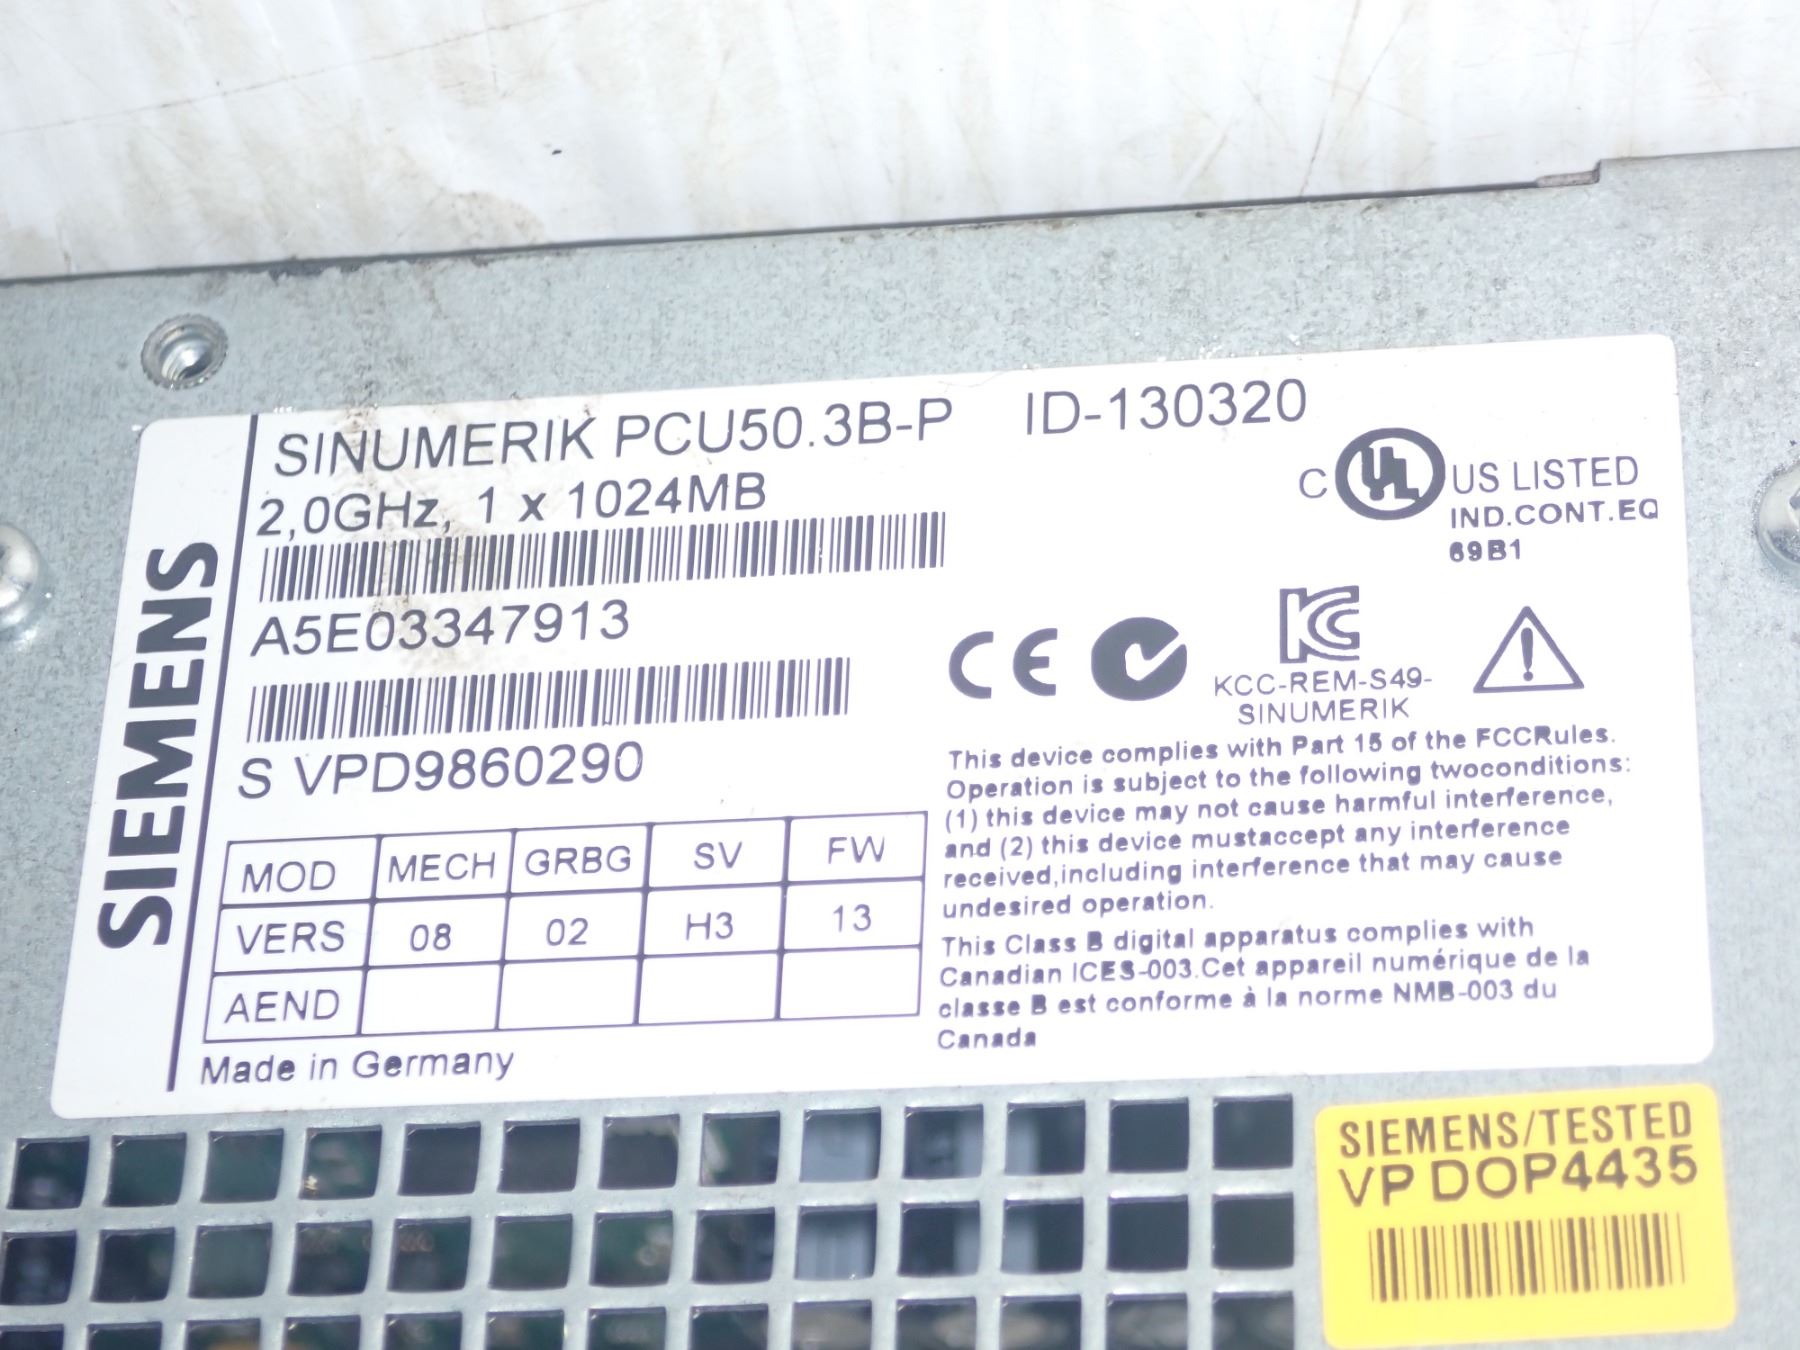 SIEMENS
SINUMERIK PCU50.3B-P ID-130320
2,0GHz, 1 x 1024MB
A5E03347913
S VPD9860290
C UL US LISTED
IND.CONT.EQ
69B1
CE
KC
KCC-REM-S49-
SINUMERIK
MOD MECH GRBG SV FW
VERS 08 02 H3 13
AEND
Made in Germany
This device complies with Part 15 of the FCCRules.
Operation is subject to the following twoconditions:
(1) this device may not cause harmful interference,
and (2) this device mustaccept any interference
received,including interference that may cause
undesired operation.
This Class B digital apparatus complies with
Canadian ICES-003.Cet appareil numérique de la
classe B est conforme à la norme NMB-003 du
Canada
SIEMENS/TESTED
VP DOP4435